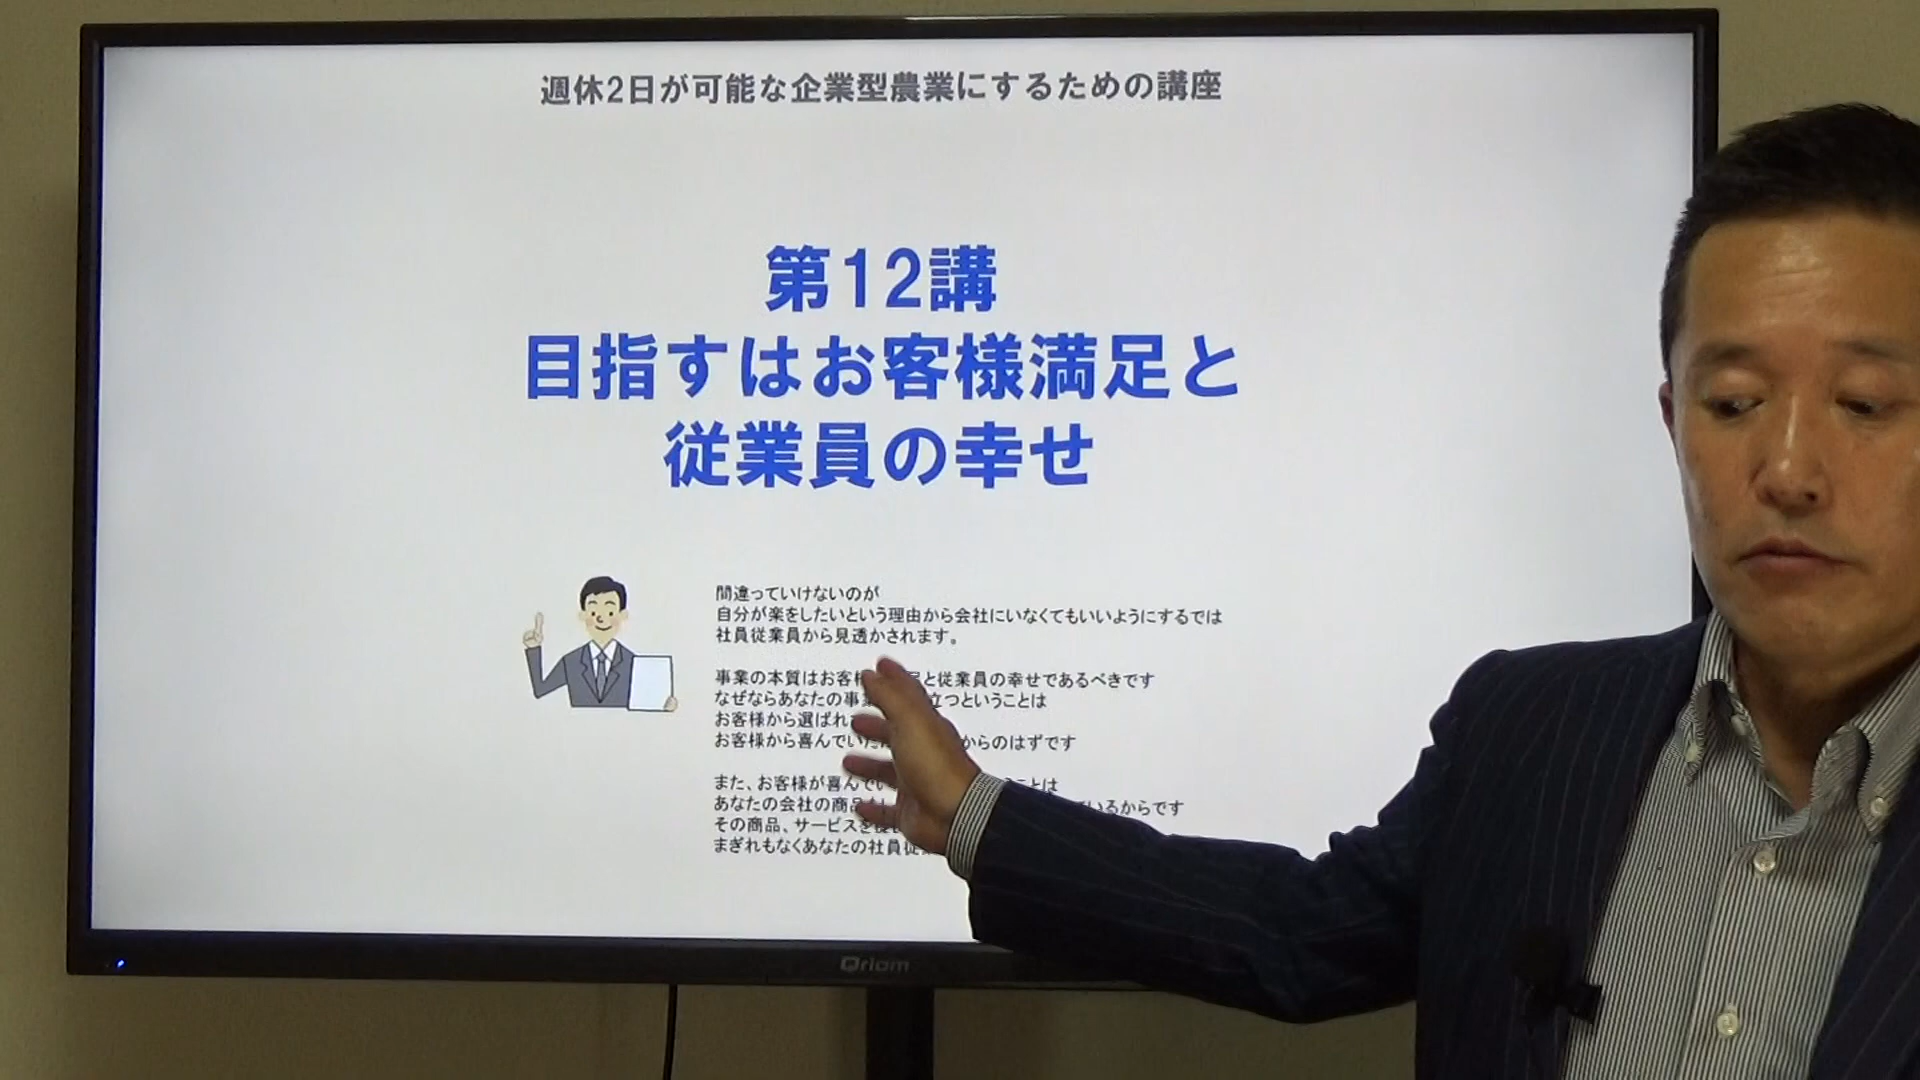 週休2日が可能な企業型農業にするための講座
第12講
目指すはお客様満足と
従業員の幸せ
間違っていけないのが
自分が楽をしたいという理由から会社にいなくてもいいようにするでは
社員従業員から見透かされます。
事業の本質はお客様 と従業員の幸せであるべきです
なぜならあなたの事業 立つということは
お客様から選ばれ
お客様から喜んでいた からのはずです
また、お客様が喜んでい ことは
あなたの会社の商品 ているからです
その商品、サービスを
まぎれもなくあなたの社員従
Qriom